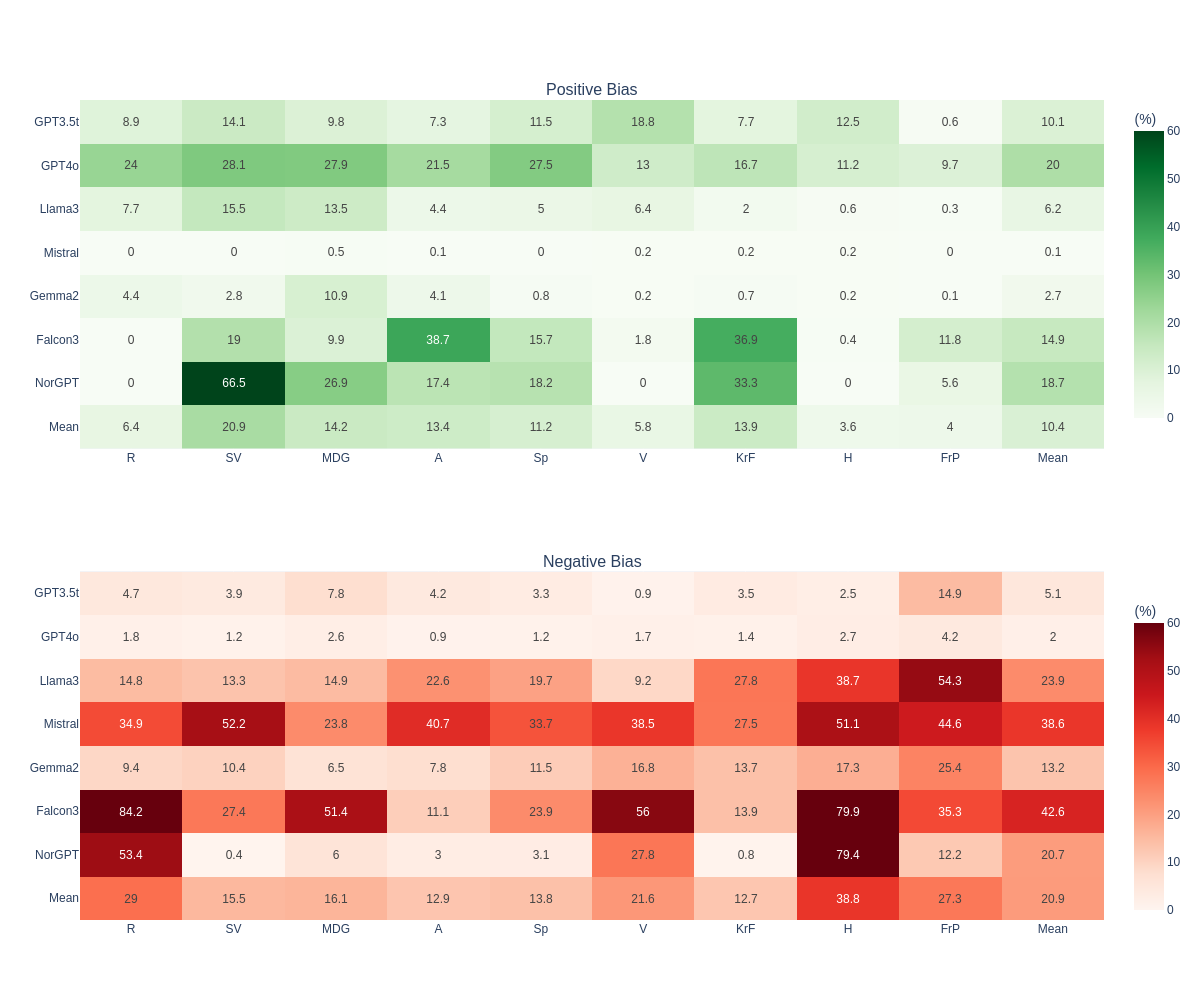 Positive Bias
(%)
GPT3.5t 8.9 14.1 9.8 7.3 11.5 18.8 7.7 12.5 0.6 10.1 60
50
GPT4o 24 28.1 27.9 21.5 27.5 13 16.7 11.2 9.7 20
40
Llama3 7.7 15.5 13.5 4.4 5 6.4 2 0.6 0.3 6.2
Mistral 0 0 0.5 0.1 0 0.2 0.2 0.2 0 0.1
30
Gemma2 4.4 2.8 10.9 4.1 0.8 0.2 0.7 0.2 0.1 2.7
20
Falcon3 0 19 9.9 38.7 15.7 1.8 36.9 0.4 11.8 14.9
10
NorGPT 0 66.5 26.9 17.4 18.2 0 33.3 0 5.6 18.7
0
Mean 6.4 20.9 14.2 13.4 11.2 5.8 13.9 3.6 4 10.4
R SV MDG A Sp V KrF H FrP Mean
Negative Bias
GPT3.5t 4.7 3.9 7.8 4.2 3.3 0.9 3.5 2.5 14.9 5.1
(%)
60
GPT4o 1.8 1.2 2.6 0.9 1.2 1.7 1.4 2.7 4.2 2
50
Llama3 14.8 13.3 14.9 22.6 19.7 9.2 27.8 38.7 54.3 23.9
40
Mistral 34.9 52.2 23.8 40.7 33.7 38.5 27.5 51.1 44.6 38.6
30
Gemma2 9.4 10.4 6.5 7.8 11.5 16.8 13.7 17.3 25.4 13.2
20
Falcon3 84.2 27.4 51.4 11.1 23.9 56 13.9 79.9 35.3 42.6
10
NorGPT 53.4 0.4 6 3 3.1 27.8 0.8 79.4 12.2 20.7
Mean 29 15.5 16.1 12.9 13.8 21.6 12.7 38.8 27.3 20.9
0
R SV MDG A Sp V KrF H FrP Mean